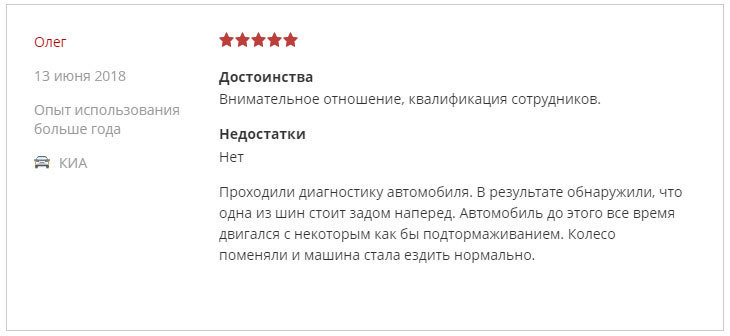 Олег
13 июня 2018
Опыт использования
больше года
КИА
Достоинства
Внимательное отношение, квалификация сотрудников.
Недостатки
Нет
Проходили диагностику автомобиля. В результате обнаружили, что
одна из шин стоит задом наперед. Автомобиль до этого все время
двигался с некоторым как бы подтормаживанием. Колесо
поменяли и машина стала ездить нормально.